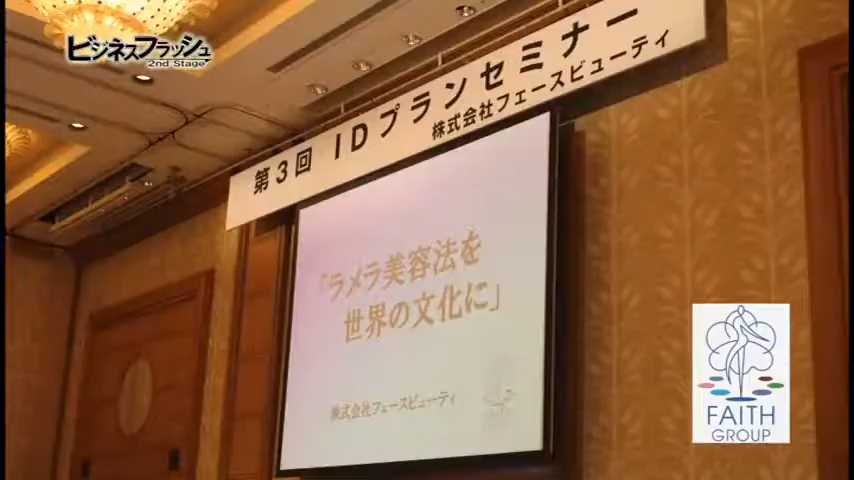 ビジネスフラッシュ
2nd Stage
第3回 IDプランセミナー
株式会社フェースビューティ
「ラメラ美容法を
世界の文化に」
株式会社フェースビューティ
FAITH
GROUP